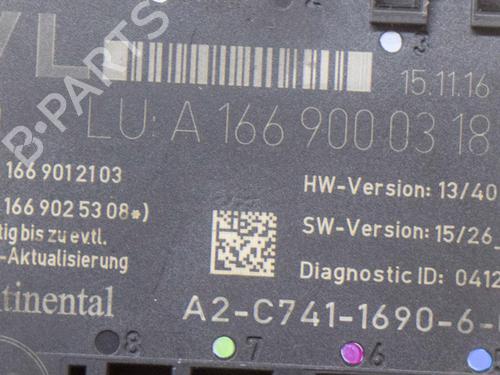 VL
15.11.16
LU: A 166 900 03 18
166 901 21 03
166 902 53 08*)
tig bis zu evtl.
-Aktualisierung
tinental
HW-Version: 13/40
SW-Version: 15/26
Diagnostic ID: 0412
A2-C741-1690-6-
8
7
6
B-PARTS